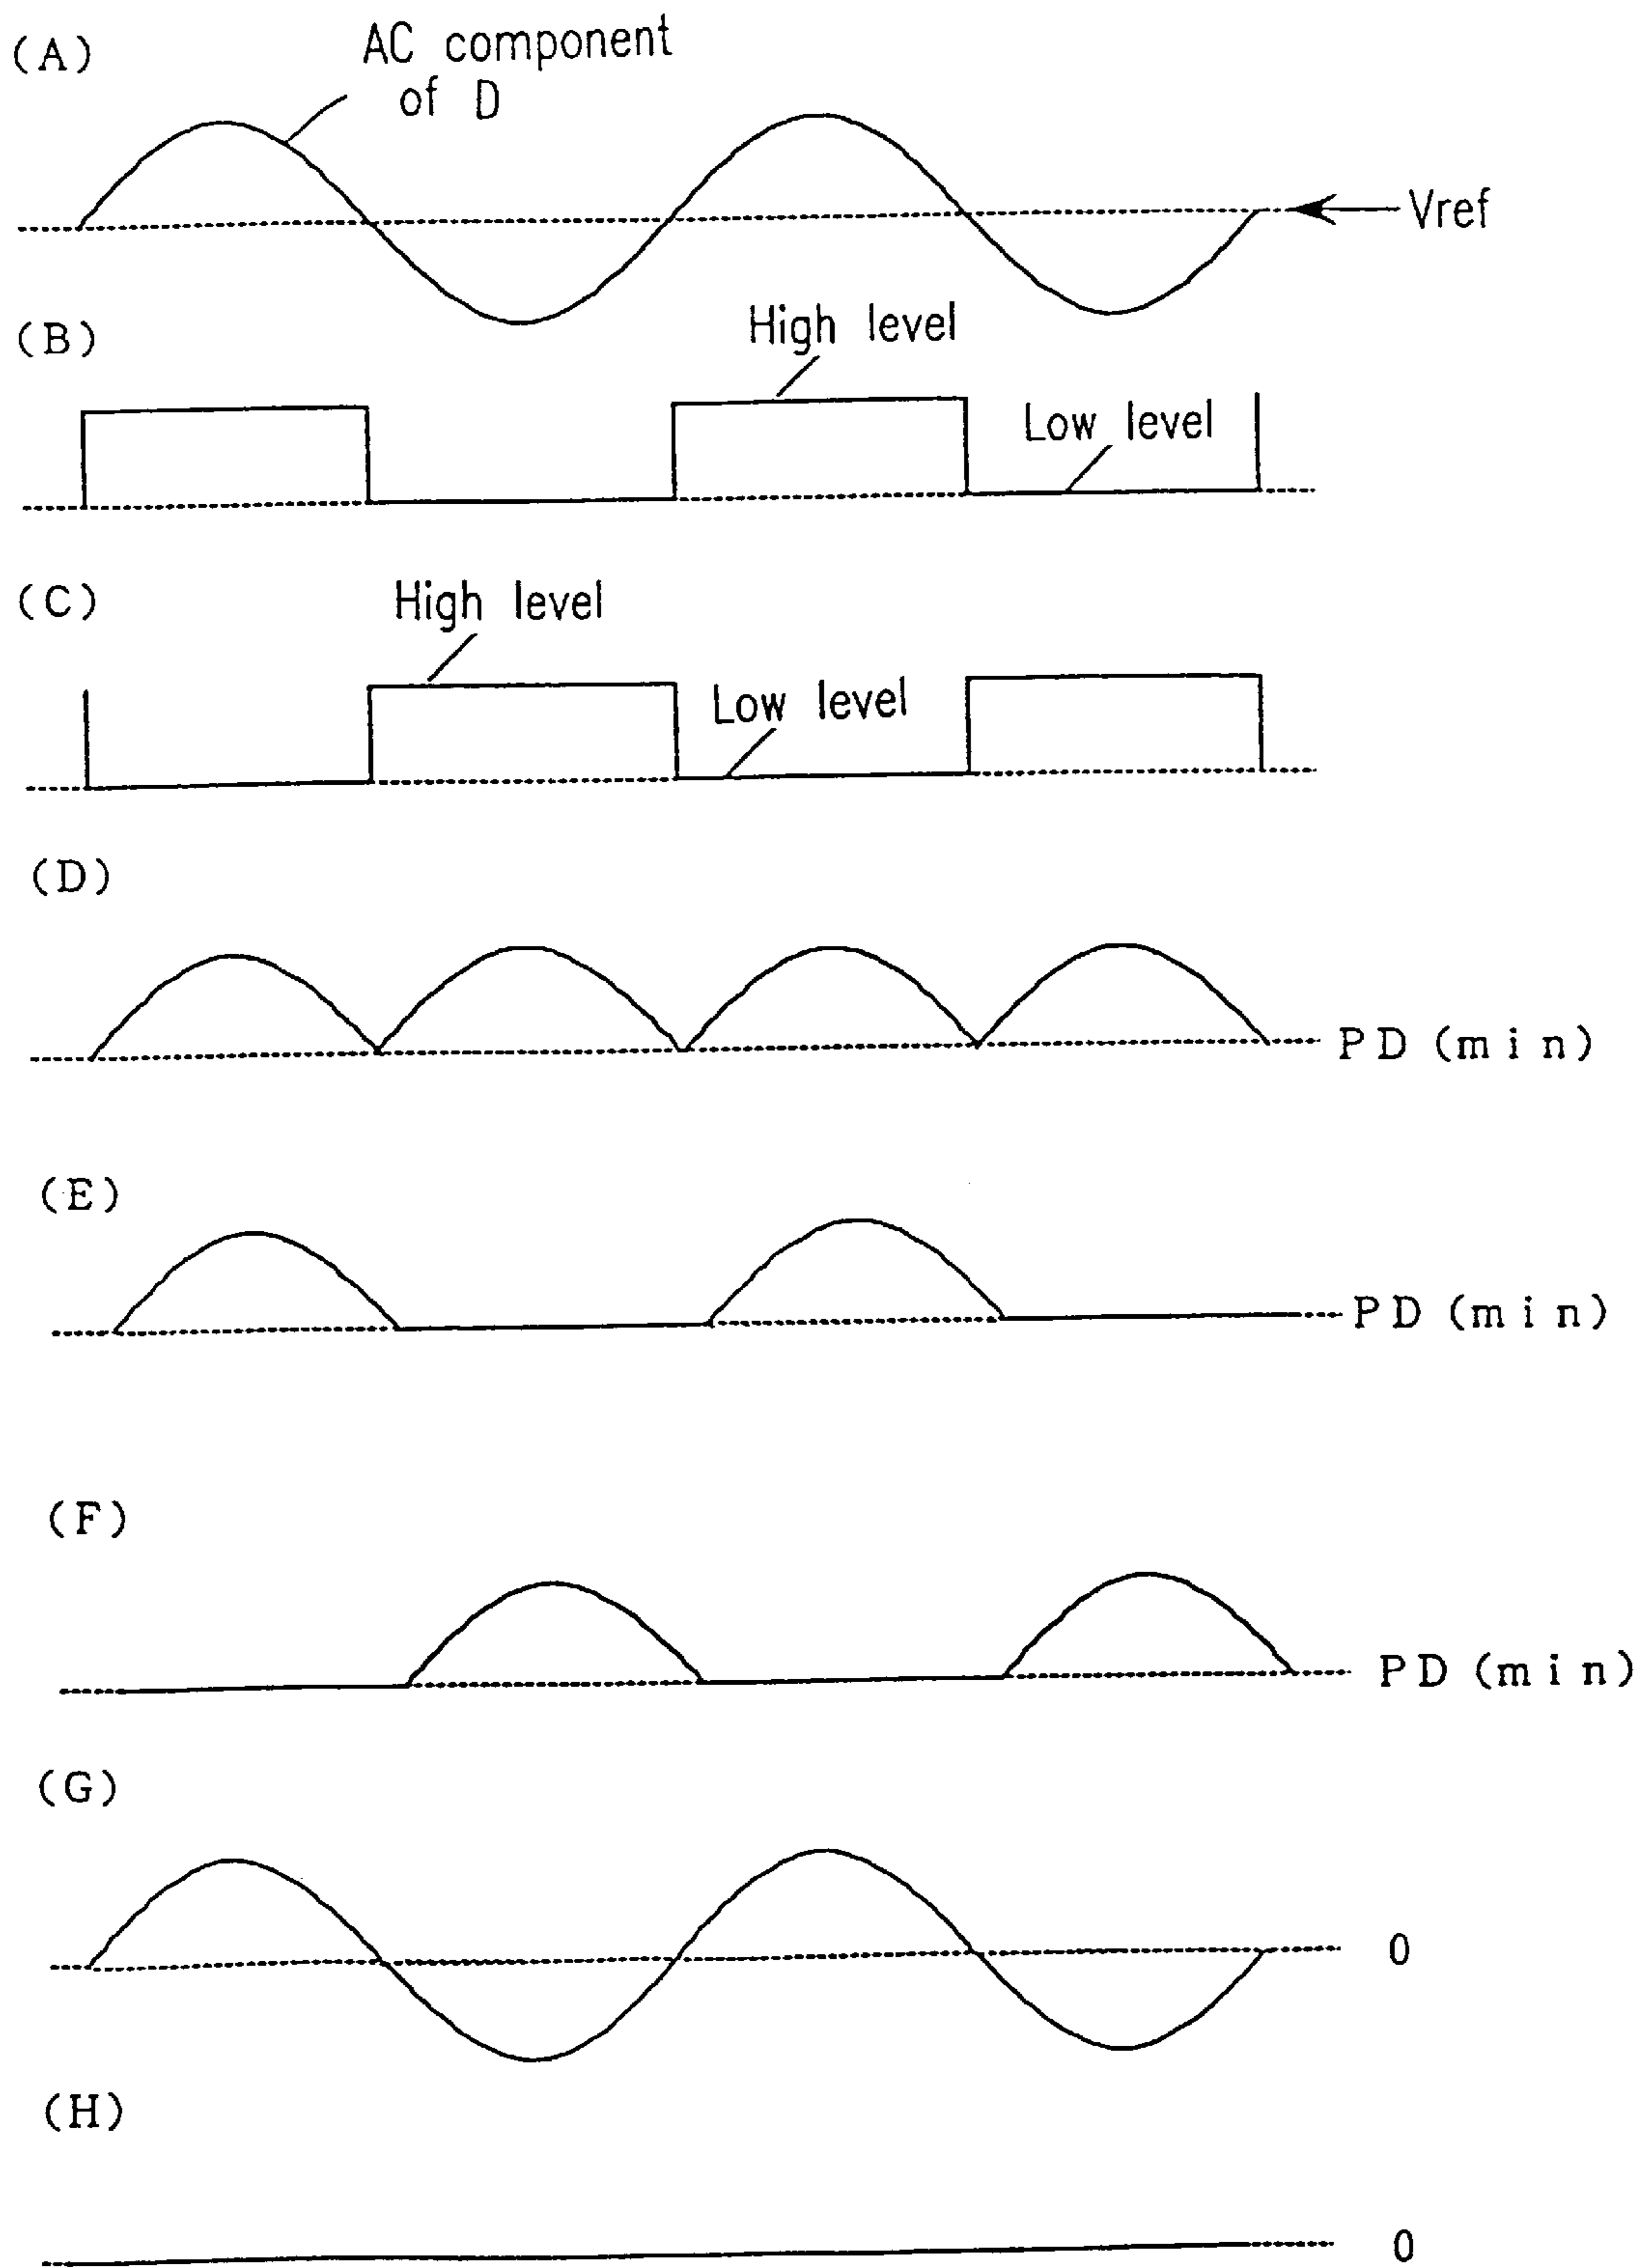 (A)
AC component
of D
Vref
(B)
High level
Low level
(C)
High level
Low level
(D)
PD (min)
(E)
PD (min)
(F)
PD (min)
(G)
0
(H)
0